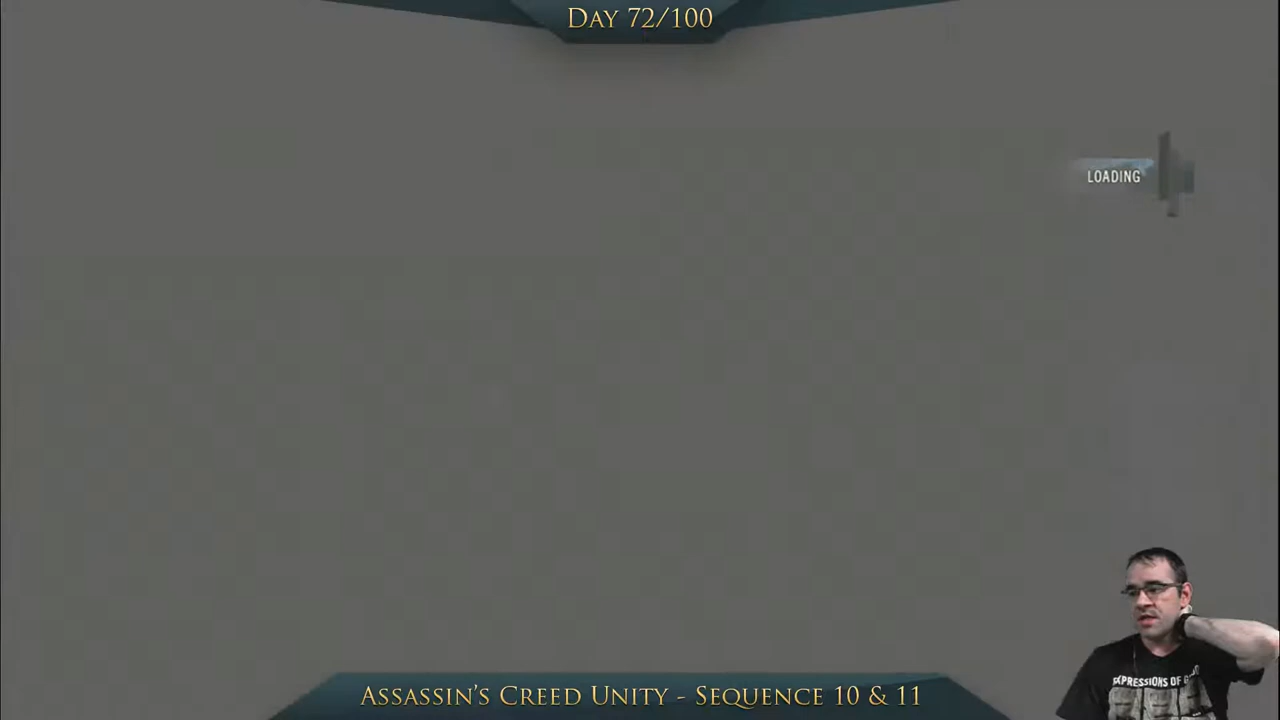 Day 72/100
LOADING
EXPRESSIONS OF
Assassin's Creed Unity - Sequence 10 & 11